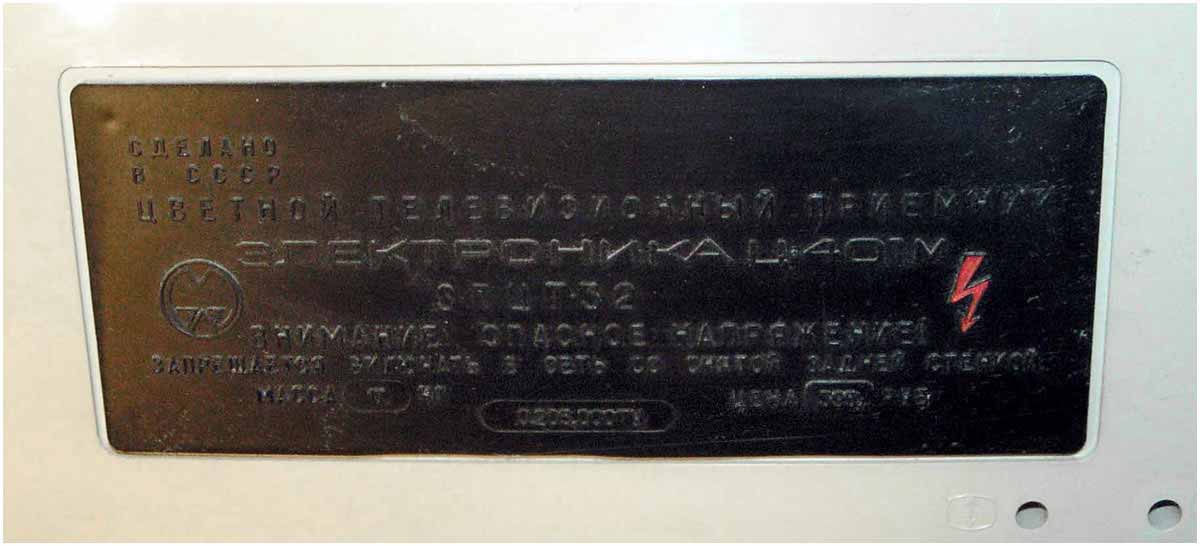 СДЕЛАНО
В СССР
ЦВЕТНОЙ ТЕЛЕВИЗИОННЫЙ ПРИЕМНИК
ЭЛЕКТРОНИКА Ц-401М
ЗТЦТ-32
ВНИМАНИЕ! ОПАСНОЕ НАПРЯЖЕНИЕ!
ЗАПРЕЩАЕТСЯ ВКЛЮЧАТЬ В СЕТЬ СО СНЯТОЙ ЗАДНЕЙ СТЕНКОЙ.
МАССА КГ ЦЕНА РУБ